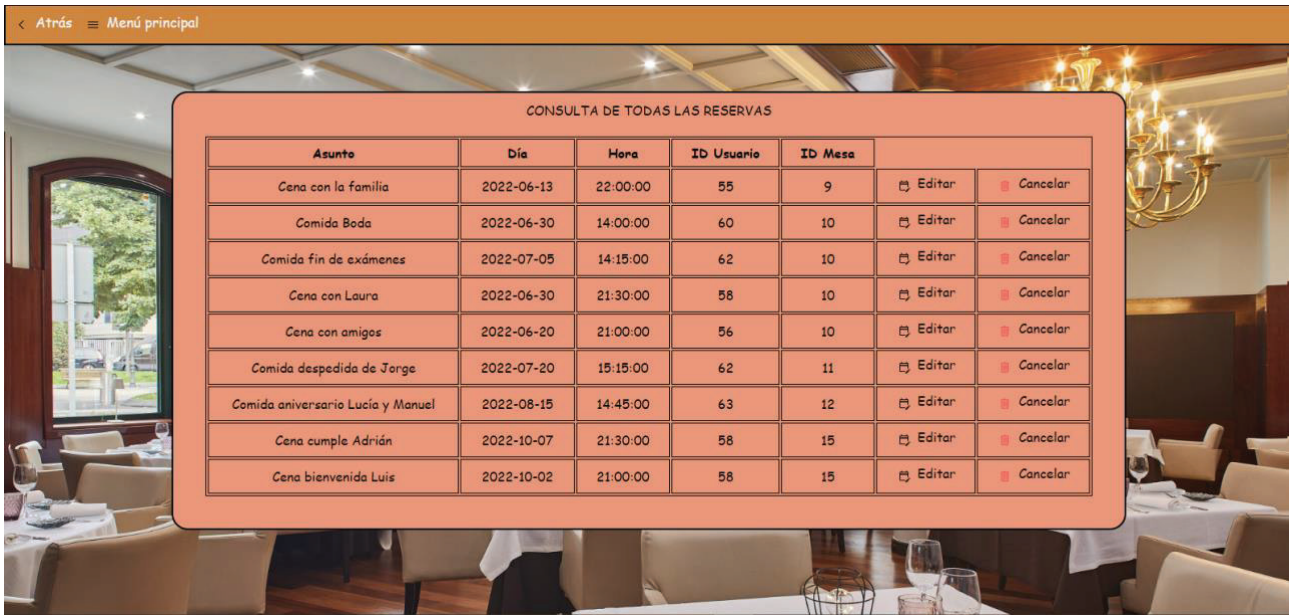 Atrás Menú principal
CONSULTA DE TODAS LAS RESERVAS
Asunto Día Hora ID Usuario ID Mesa
Cena con la familia 2022-06-13 22:00:00 55 9 Editar Cancelar
Comida Boda 2022-06-30 14:00:00 60 10 Editar Cancelar
Comida fin de exámenes 2022-07-05 14:15:00 62 10 Editar Cancelar
Cena con Laura 2022-06-30 21:30:00 58 10 Editar Cancelar
Cena con amigos 2022-06-20 21:00:00 56 10 Editar Cancelar
Comida despedida de Jorge 2022-07-20 15:15:00 62 11 Editar Cancelar
Comida aniversario Lucía y Manuel 2022-08-15 14:45:00 63 12 Editar Cancelar
Cena cumple Adrián 2022-10-07 21:30:00 58 15 Editar Cancelar
Cena bienvenida Luis 2022-10-02 21:00:00 58 15 Editar Cancelar